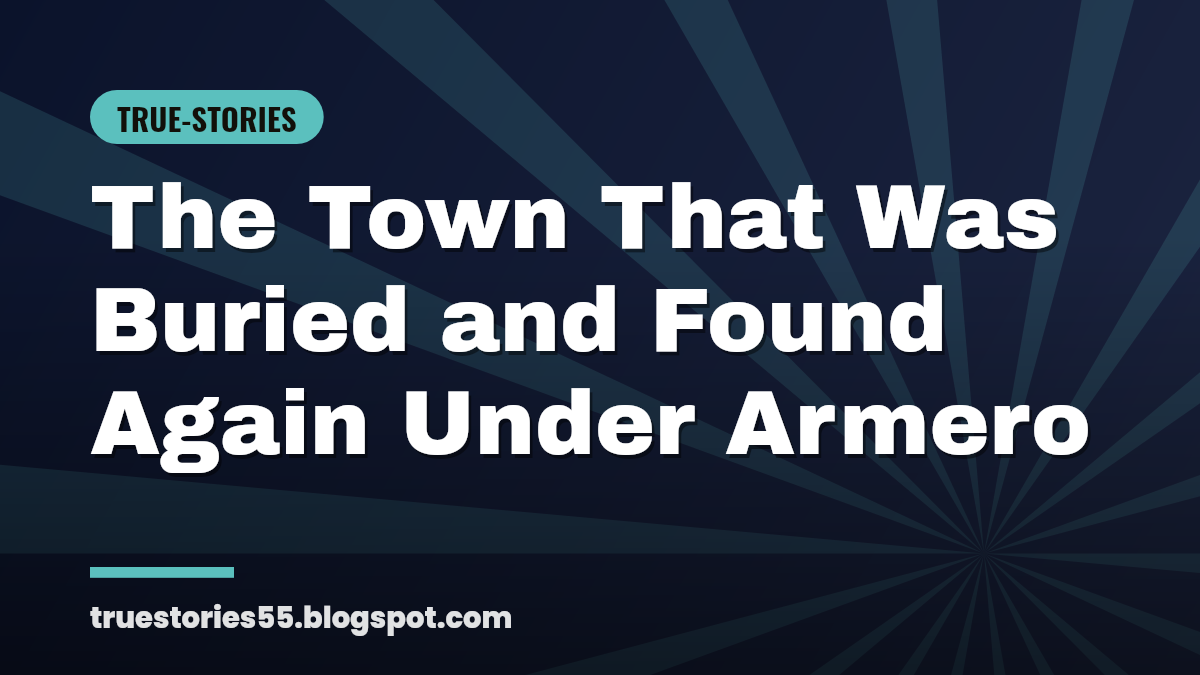 TRUE-STORIES
The Town That Was
Buried and Found
Again Under Armero
truestories55.blogspot.com